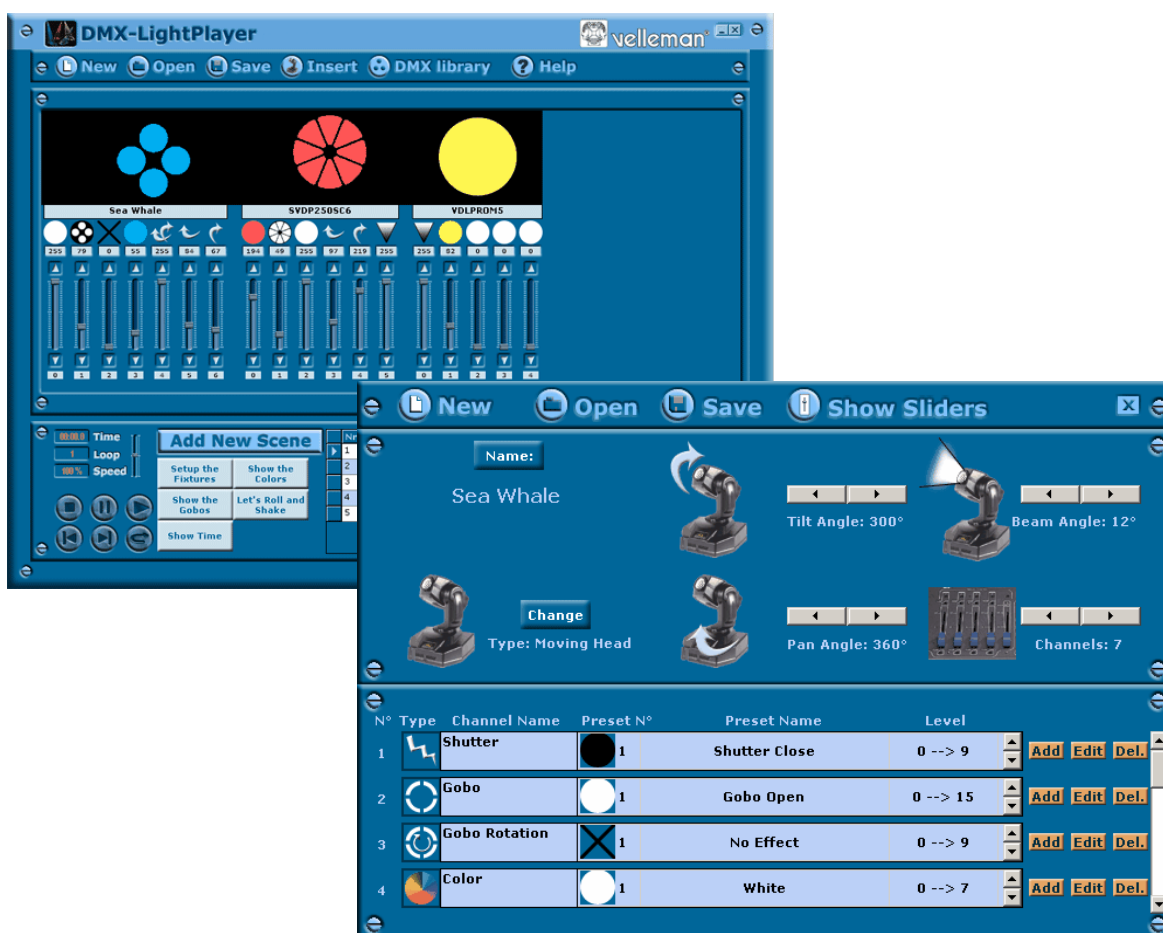 DMX-LightPlayer
velleman®
New Open Save Insert DMX library Help
Sea Whale SVDP250SC6 VDLPROM5
255 79 0 55 255 84 67 194 49 255 97 219 255 255 82 0 0 0
0 1 2 3 4 5 6 0 1 2 3 4 5 0 1 2 3 4
00:00.0 Time
1 Loop
100% Speed
Add New Scene
Setup the Fixtures
Show the Colors
Show the Gobos
Let's Roll and Shake
Show Time
Nr
1
2
3
4
5
New Open Save Show Sliders X
Name:
Sea Whale
Tilt Angle: 300°
Beam Angle: 12°
Change
Type: Moving Head
Pan Angle: 360°
Channels: 7
N° Type Channel Name Preset N° Preset Name Level
1 Shutter 1 Shutter Close 0 --> 9 Add Edit Del.
2 Gobo 1 Gobo Open 0 --> 15 Add Edit Del.
3 Gobo Rotation 1 No Effect 0 --> 9 Add Edit Del.
4 Color 1 White 0 --> 7 Add Edit Del.